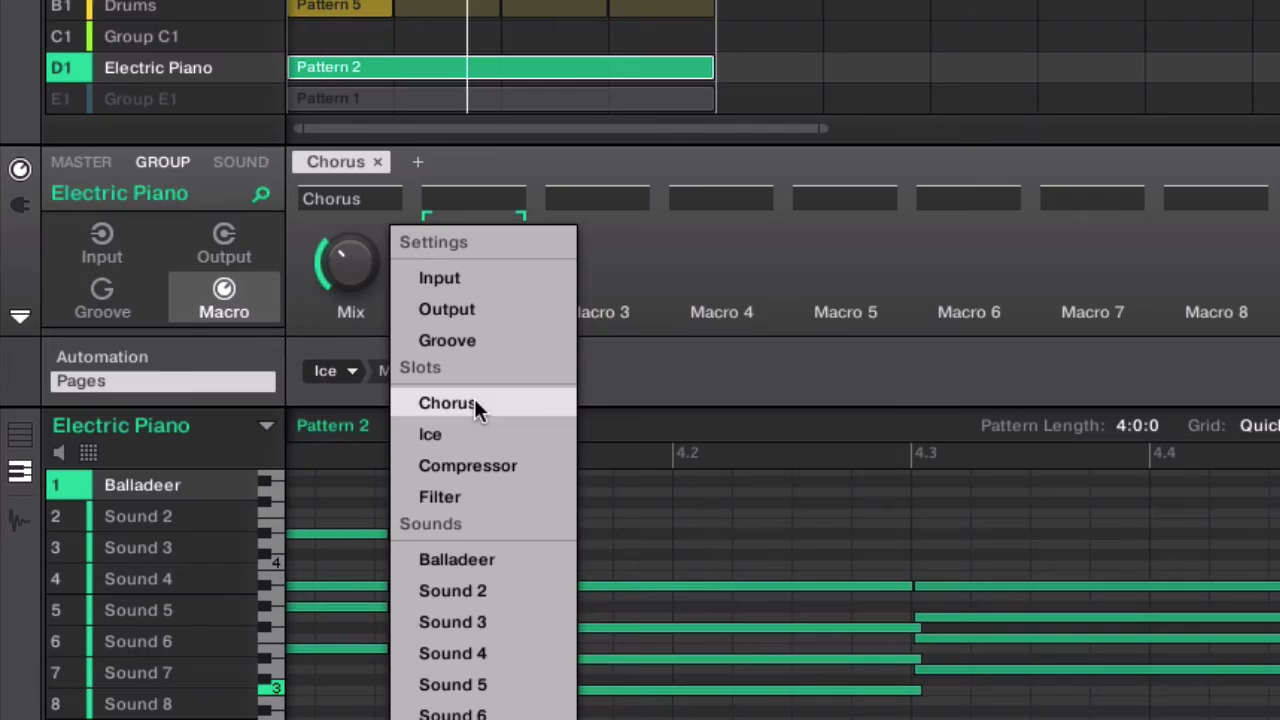 B1 Drums Pattern 5
C1 Group C1
D1 Electric Piano Pattern 2
E1 Group E1 Pattern 1
MASTER GROUP SOUND Chorus × +
Electric Piano Chorus
Input Output
Groove Macro
Mix Macro 4 Macro 5 Macro 6 Macro 7 Macro 8
Automation
Pages
Ice
Settings
Input
Output
Groove
Slots
Chorus
Ice
Compressor
Filter
Sounds
Balladeer
Sound 2
Sound 3
Sound 4
Sound 5
Sound 6
Electric Piano Pattern 2 Pattern Length: 4:0:0 Grid: Quic
4.2 4.3 4.4
1 Balladeer
2 Sound 2
3 Sound 3
4
4 Sound 4
5 Sound 5
6 Sound 6
7 Sound 7
3
8 Sound 8